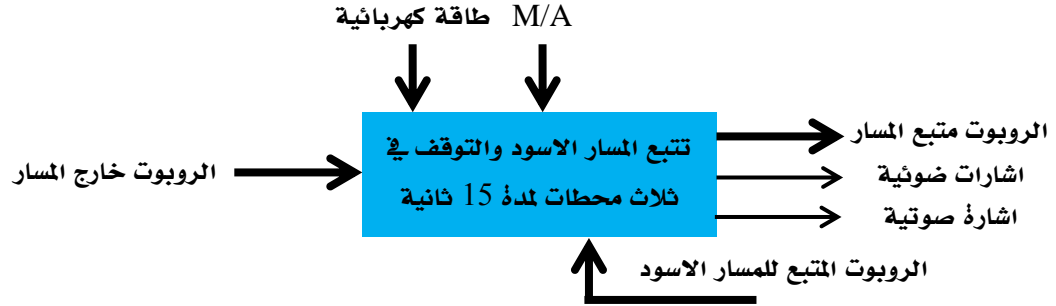 طاقة كهربائية M/A
تتبع المسار الاسود والتوقف في
ثلاث محطات لمدة 15 ثانية
الروبوت خارج المسار
الروبوت متبع المسار
اشارات ضوئية
اشارة صوتية
الروبوت المتبع للمسار الاسود